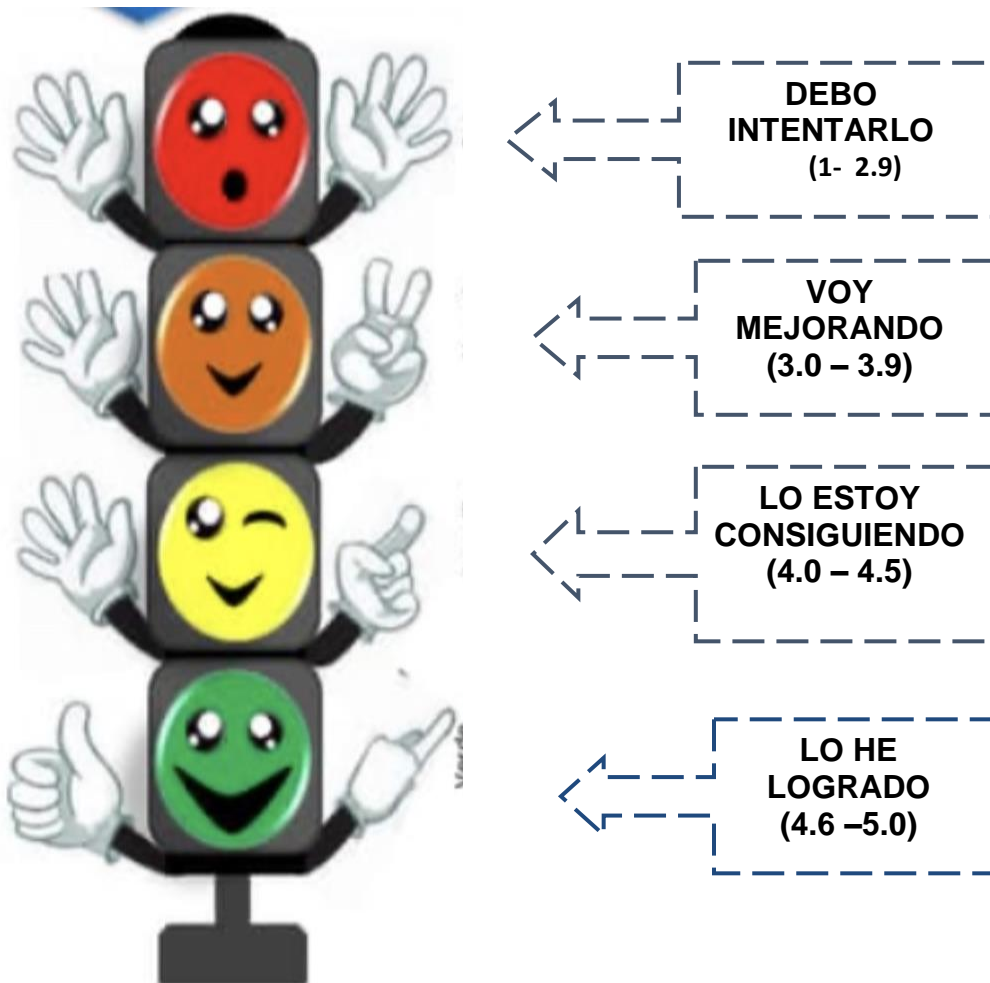 DEBO
INTENTARLO
(1- 2.9)
VOY
MEJORANDO
(3.0 – 3.9)
LO ESTOY
CONSIGUIENDO
(4.0 – 4.5)
LO HE
LOGRADO
(4.6 –5.0)